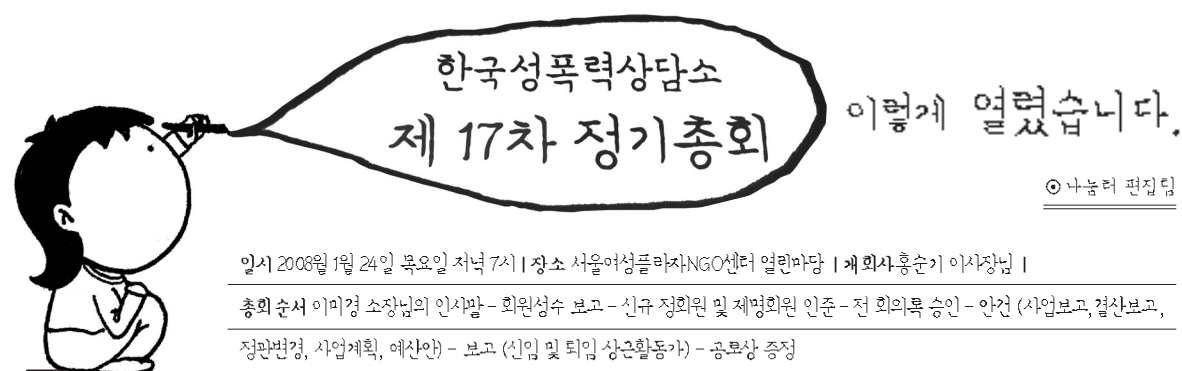 한국성폭력상담소
제 17차 정기총회
이렇게 열렸습니다.
⊙ 나눔터 편집팀
일시 2008월 1월 24일 목요일 저녁 7시 | 장소 서울여성플라자NGO센터 열린마당 | 개회사 홍순기 이사장님 |
총회 순서 이미경 소장님의 인사말 - 회원성수 보고 - 신규 정회원 및 제명회원 인준 - 전 회의록 승인 - 안건 (사업보고, 결산보고,
정관변경, 사업계획, 예산안) - 보고 (신임 및 퇴임 상근활동가) - 공로상 증정